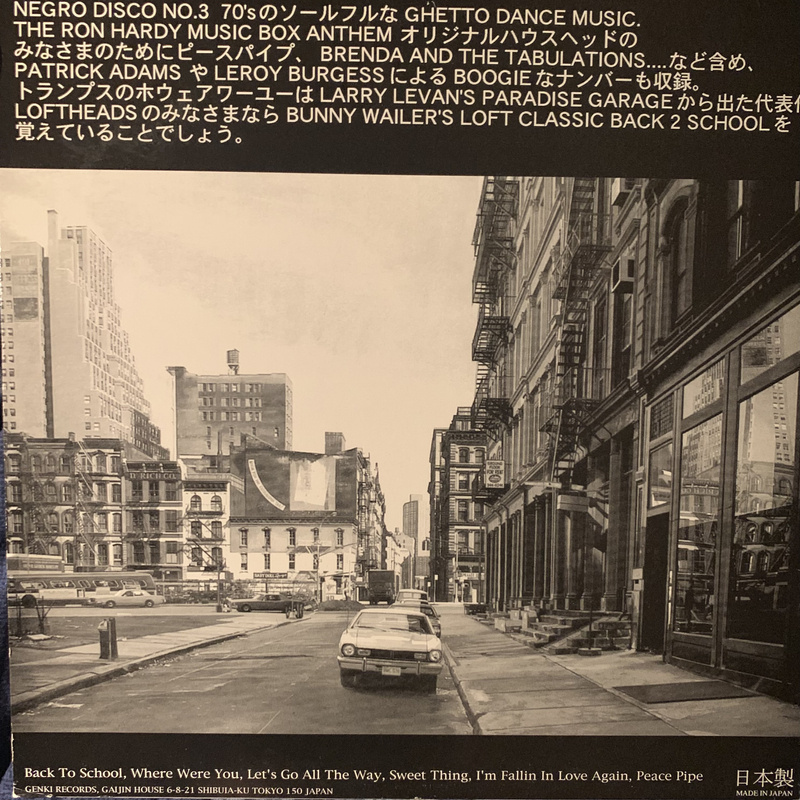 NEGRO DISCO NO.3 70'sのソールフルな GHETTO DANCE MUSIC.
THE RON HARDY MUSIC BOX ANTHEM オリジナルハウスヘッドの
みなさまのためにピースパイプ、 BRENDA AND THE TABULATIONS....など含め、
PATRICK ADAMS や LEROY BURGESS による BOOGIE なナンバーも収録。
トランプスのホウェアワーユーは LARRY LEVAN'S PARADISE GARAGE から出た代表
LOFTHEADS のみなさまなら BUNNY WAILER'S LOFT CLASSIC BACK 2 SCHOOL を
覚えていることでしょう。
Back To School, Where Were You, Let's Go All The Way, Sweet Thing, I'm Fallin In Love Again, Peace Pipe
GENKI RECORDS, GAIJIN HOUSE 6-8-21 SHIBUIA-KU TOKYO 150 JAPAN
日本製
MADE IN JAPAN